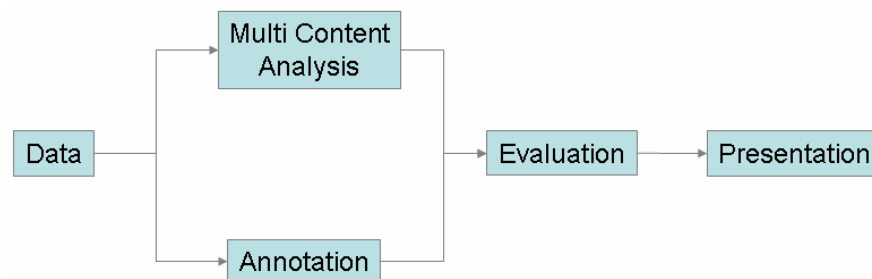 Multi Content
Analysis
Data
Evaluation
Presentation
Annotation